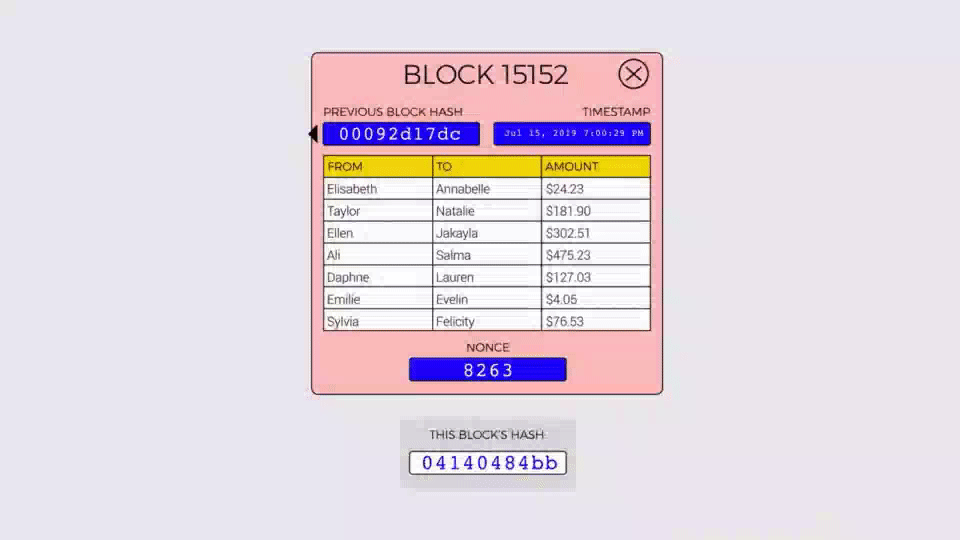 BLOCK 15152
PREVIOUS BLOCK HASH TIMESTAMP
00092d17dc Jul 15, 2019 7:00:29 PM
FROM TO AMOUNT
Elisabeth Annabelle $24.23
Taylor Natalie $181.90
Ellen Jakayla $302.51
Ali Salma $475.23
Daphne Lauren $127.03
Emilie Evelin $4.05
Sylvia Felicity $76.53
NONCE
8263
THIS BLOCK'S HASH
04140484bb